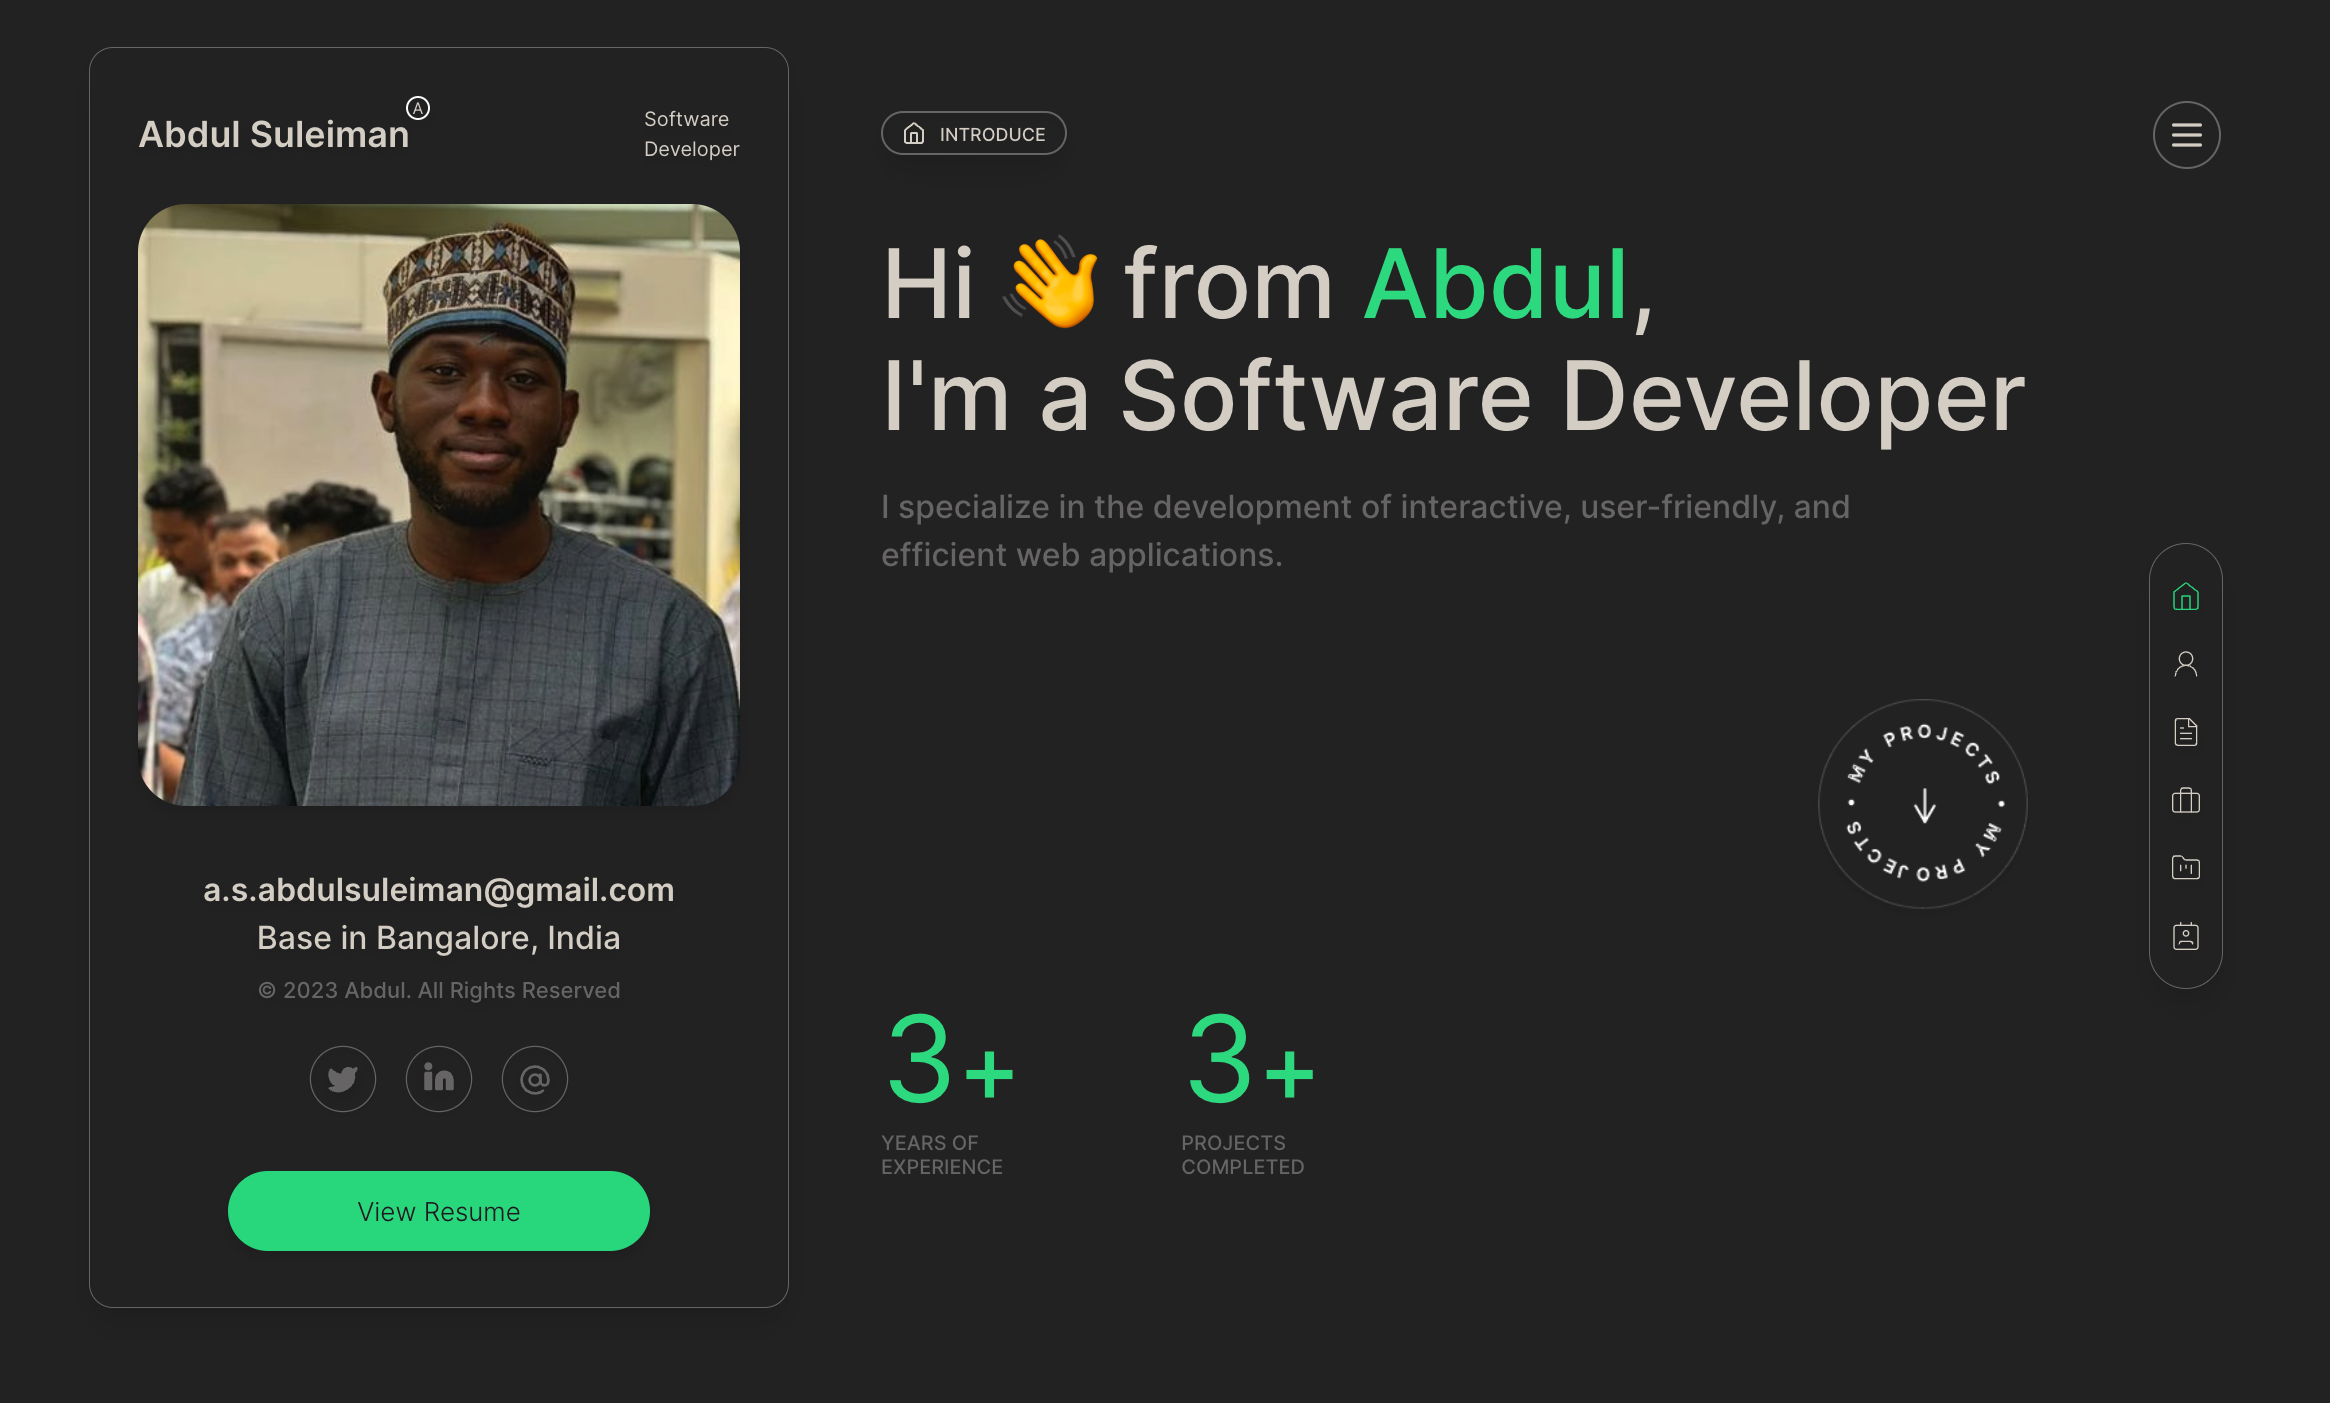 Abdul Suleiman Ⓐ
Software
Developer
a.s.abdulsuleiman@gmail.com
Base in Bangalore, India
© 2023 Abdul. All Rights Reserved
View Resume
INTRODUCE
Hi 👋 from Abdul,
I'm a Software Developer
I specialize in the development of interactive, user-friendly, and
efficient web applications.
MY PROJECTS • MY PROJECTS •
3+
YEARS OF
EXPERIENCE
3+
PROJECTS
COMPLETED